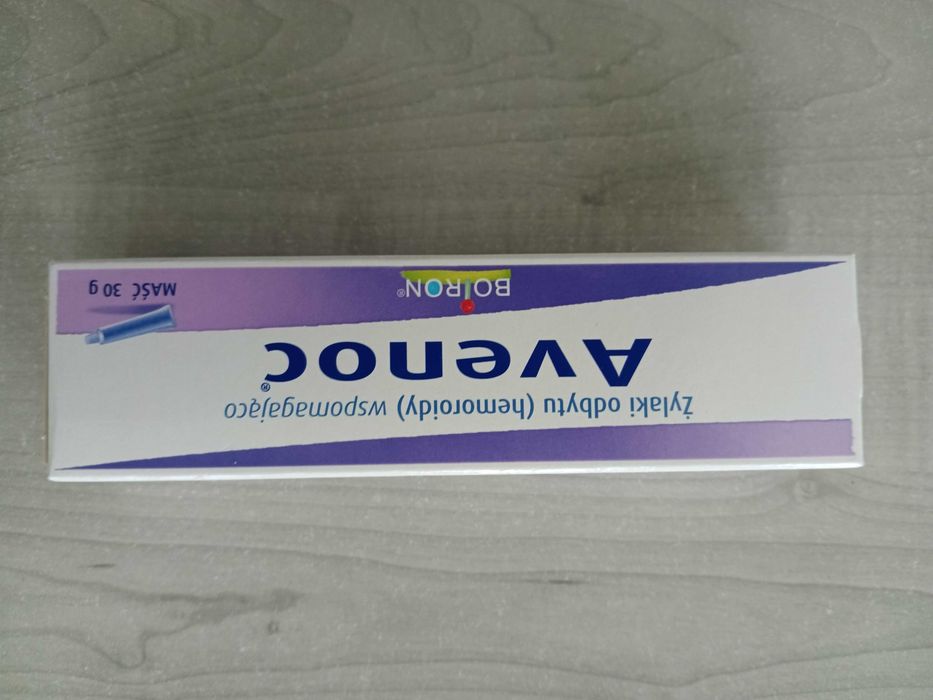 Żylaki odbytu (hemoroidy) wspomagająco
Avenoc®
BOIRON®
MAŚĆ 30 g